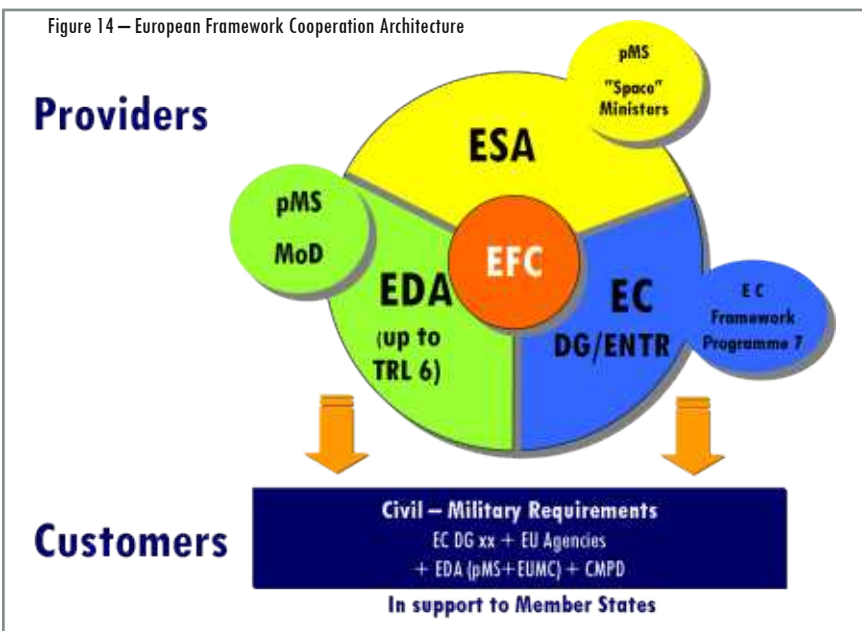 Figure 14 – European Framework Cooperation Architecture
pMS
"Space"
Ministors
Providers
ESA
pMS
MoD
EFC
EDA
(up to
TRL 6)
EC
DG/ENTR
E C
Framework
Programme 7
Civil – Military Requirements
EC DG xx + EU Agencies
+ EDA (pMS+EUMC) + CMPD
Customers
In support to Member States